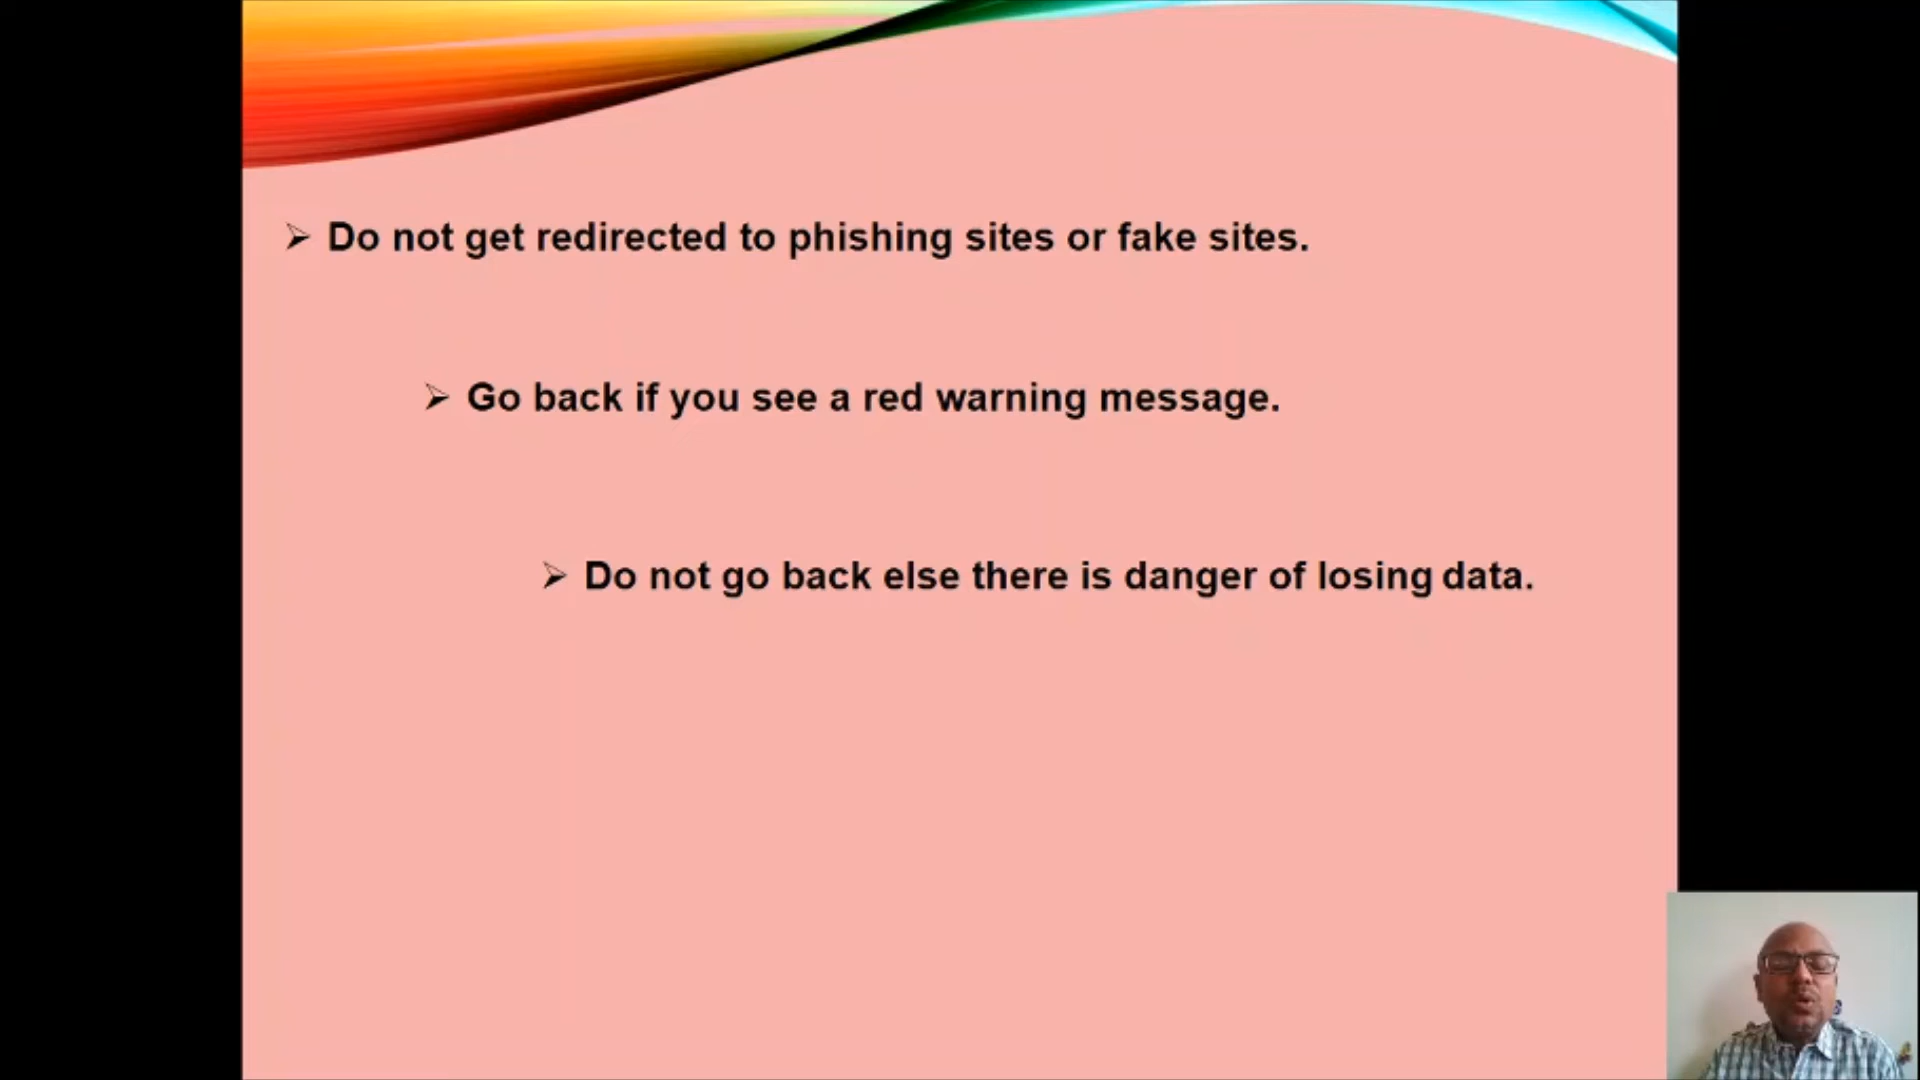 Do not get redirected to phishing sites or fake sites.
Go back if you see a red warning message.
Do not go back else there is danger of losing data.